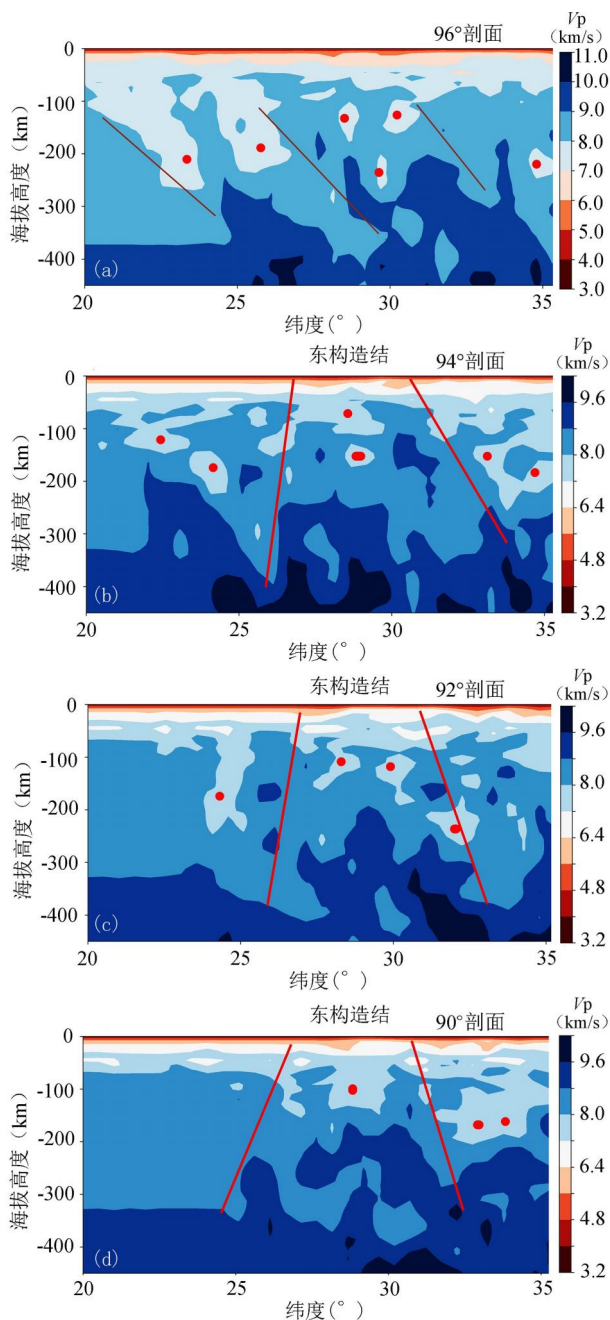 96°剖面
Vp
(km/s)
0
-100
-200
-300
-400
海拔高度（km）
(a)
20
25
30
35
纬度(°)
11.0
10.0
9.0
8.0
7.0
6.0
5.0
4.0
3.0
东构造结
94°剖面
Vp
(km/s)
0
-100
-200
-300
-400
海拔高度（km）
(b)
20
25
30
35
纬度(°)
9.6
8.0
6.4
4.8
3.2
东构造结
92°剖面
Vp
(km/s)
0
-100
-200
-300
-400
海拔高度（km）
(c)
20
25
30
35
纬度(°)
9.6
8.0
6.4
4.8
3.2
东构造结
90°剖面
Vp
(km/s)
0
-100
-200
-300
-400
海拔高度（km）
(d)
20
25
30
35
纬度(°)
9.6
8.0
6.4
4.8
3.2